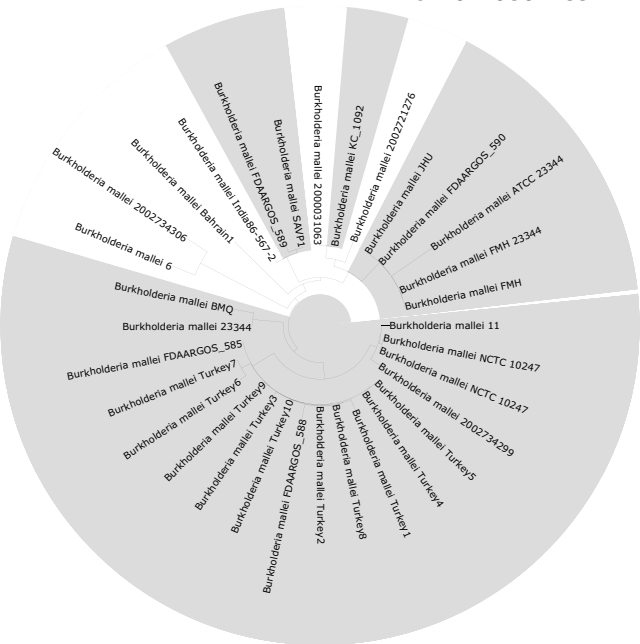 Burkholderia mallei 6
Burkholderia mallei 2002734306
Burkholderia mallei Bahrain1
Burkholderia mallei India86-567-2
Burkholderia mallei FDAARGOS_589
Burkholderia mallei SAVP1
Burkholderia mallei 2000031063
Burkholderia mallei KC_1092
Burkholderia mallei 2002721276
Burkholderia mallei JHU
Burkholderia mallei FDAARGOS_590
Burkholderia mallei ATCC 23344
Burkholderia mallei FMH 23344
Burkholderia mallei FMH
Burkholderia mallei 11
Burkholderia mallei NCTC 10247
Burkholderia mallei NCTC 10247
Burkholderia mallei 2002734299
Burkholderia mallei Turkey5
Burkholderia mallei Turkey4
Burkholderia mallei Turkey1
Burkholderia mallei Turkey8
Burkholderia mallei Turkey2
Burkholderia mallei FDAARGOS_588
Burkholderia mallei Turkey10
Burkholderia mallei Turkey3
Burkholderia mallei Turkey9
Burkholderia mallei Turkey6
Burkholderia mallei Turkey7
Burkholderia mallei FDAARGOS_585
Burkholderia mallei 23344
Burkholderia mallei BMQ